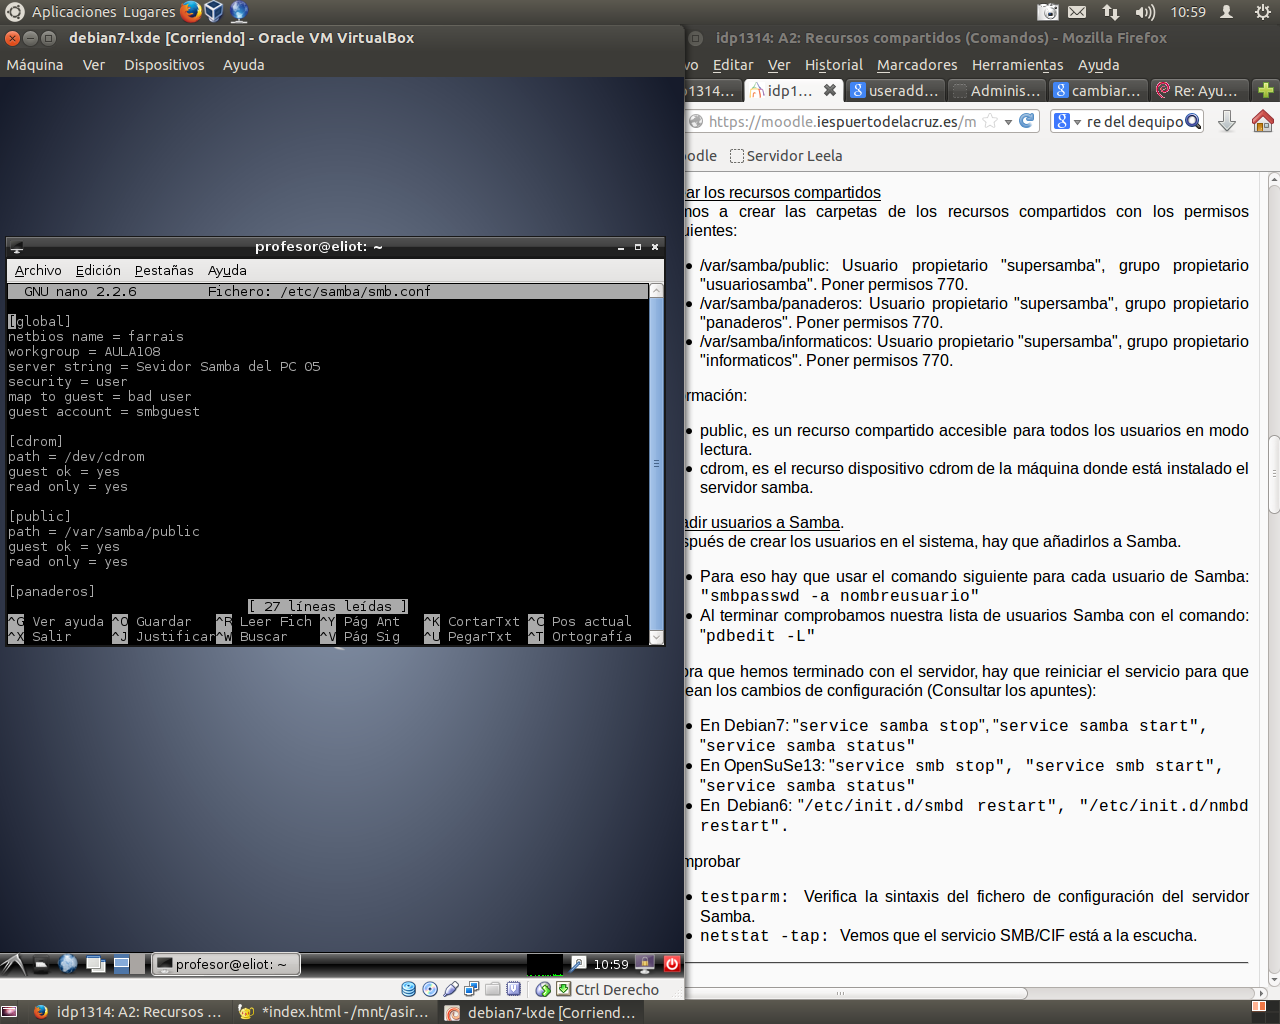 Aplicaciones Lugares
10:59
debian7-lxde [Corriendo] - Oracle VM VirtualBox
Máquina Ver Dispositivos Ayuda
profesor@eliot: ~
Archivo Edición Pestañas Ayuda
GNU nano 2.2.6 Fichero: /etc/samba/smb.conf
[global]
netbios name = farrais
workgroup = AULA108
server string = Sevidor Samba del PC 05
security = user
map to guest = bad user
guest account = smbguest
[cdrom]
path = /dev/cdrom
guest ok = yes
read only = yes
[public]
path = /var/samba/public
guest ok = yes
read only = yes
[panaderos]
[ 27 líneas leídas ]
^G Ver ayuda ^O Guardar ^R Leer Fich ^Y Pág Ant ^K CortarTxt ^C Pos actual
^X Salir ^J Justificar ^W Buscar ^V Pág Sig ^U PegarTxt ^T Ortografía
profesor@eliot: ~
10:59
Ctrl Derecho
idp1314: A2: Recursos compartidos (Comandos) - Mozilla Firefox
vo Editar Ver Historial Marcadores Herramientas Ayuda
1314... idp1... useradd... Adminis... cambiar... Re: Ayu...
https://moodle.iespuertodelacruz.es/m
re del dequipo
odle Servidor Leela
ar los recursos compartidos
mos a crear las carpetas de los recursos compartidos con los permisos
uientes:
/var/samba/public: Usuario propietario "supersamba", grupo propietario
"usuariosamba". Poner permisos 770.
/var/samba/panaderos: Usuario propietario "supersamba", grupo propietario
"panaderos". Poner permisos 770.
/var/samba/informaticos: Usuario propietario "supersamba", grupo propietario
"informaticos". Poner permisos 770.
rmación:
public, es un recurso compartido accesible para todos los usuarios en modo
lectura.
cdrom, es el recurso dispositivo cdrom de la máquina donde está instalado el
servidor samba.
adir usuarios a Samba.
spués de crear los usuarios en el sistema, hay que añadirlos a Samba.
Para eso hay que usar el comando siguiente para cada usuario de Samba:
"smbpasswd -a nombreusuario"
Al terminar comprobamos nuestra lista de usuarios Samba con el comando:
"pdbedit -L"
ora que hemos terminado con el servidor, hay que reiniciar el servicio para que
ean los cambios de configuración (Consultar los apuntes):
En Debian7: "service samba stop", "service samba start",
"service samba status"
En OpenSuSe13: "service smb stop", "service smb start",
"service samba status"
En Debian6: "/etc/init.d/smbd restart", "/etc/init.d/nmbd
restart".
mprobar
testparm: Verifica la sintaxis del fichero de configuración del servidor
Samba.
netstat -tap: Vemos que el servicio SMB/CIF está a la escucha.
idp1314: A2: Recursos ... *index.html - /mnt/asir... debian7-lxde [Corriend...